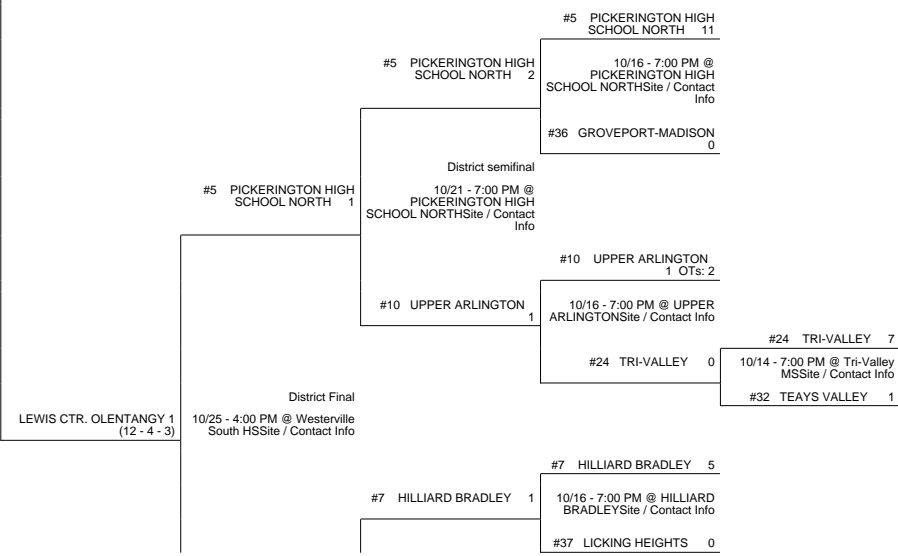 #5 PICKERINGTON HIGH
SCHOOL NORTH 11
#5 PICKERINGTON HIGH
SCHOOL NORTH 2
10/16 - 7:00 PM @
PICKERINGTON HIGH
SCHOOL NORTHSite / Contact
Info
#36 GROVEPORT-MADISON
0
District semifinal
#5 PICKERINGTON HIGH
SCHOOL NORTH 1
10/21 - 7:00 PM @
PICKERINGTON HIGH
SCHOOL NORTHSite / Contact
Info
#10 UPPER ARLINGTON
1 OTs: 2
#10 UPPER ARLINGTON
1
10/16 - 7:00 PM @ UPPER
ARLINGTONSite / Contact Info
#24 TRI-VALLEY 7
#24 TRI-VALLEY 0
10/14 - 7:00 PM @ Tri-Valley
MSSite / Contact Info
#32 TEAYS VALLEY 1
District Final
LEWIS CTR. OLENTANGY 1
(12 - 4 - 3)
10/25 - 4:00 PM @ Westerville
South HSSite / Contact Info
#7 HILLIARD BRADLEY 5
#7 HILLIARD BRADLEY 1
10/16 - 7:00 PM @ HILLIARD
BRADLEYSite / Contact Info
#37 LICKING HEIGHTS 0